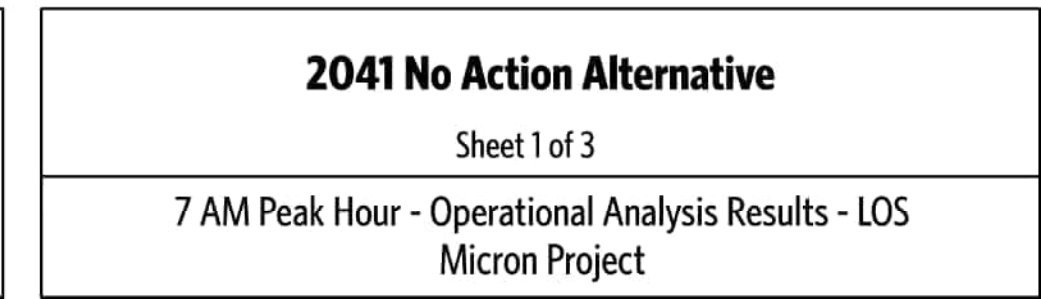 2041 No Action Alternative
Sheet 1 of 3
7 AM Peak Hour - Operational Analysis Results - LOS
Micron Project